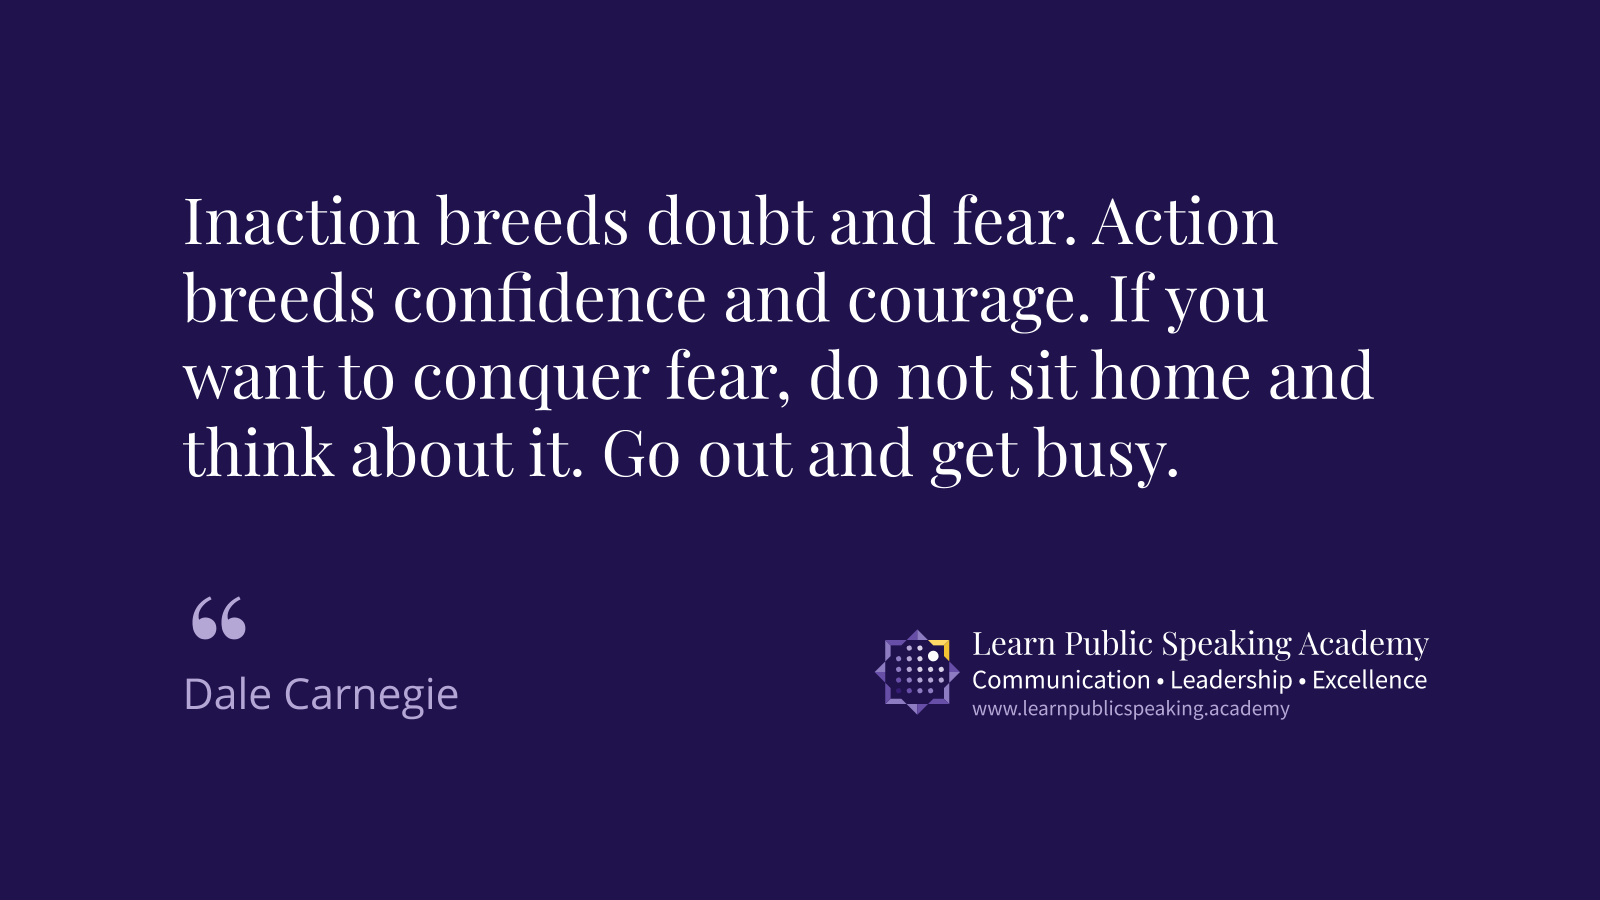 Inaction breeds doubt and fear. Action
breeds confidence and courage. If you
want to conquer fear, do not sit home and
think about it. Go out and get busy.
“
Dale Carnegie
Learn Public Speaking Academy
Communication • Leadership • Excellence
www.learnpublicspeaking.academy